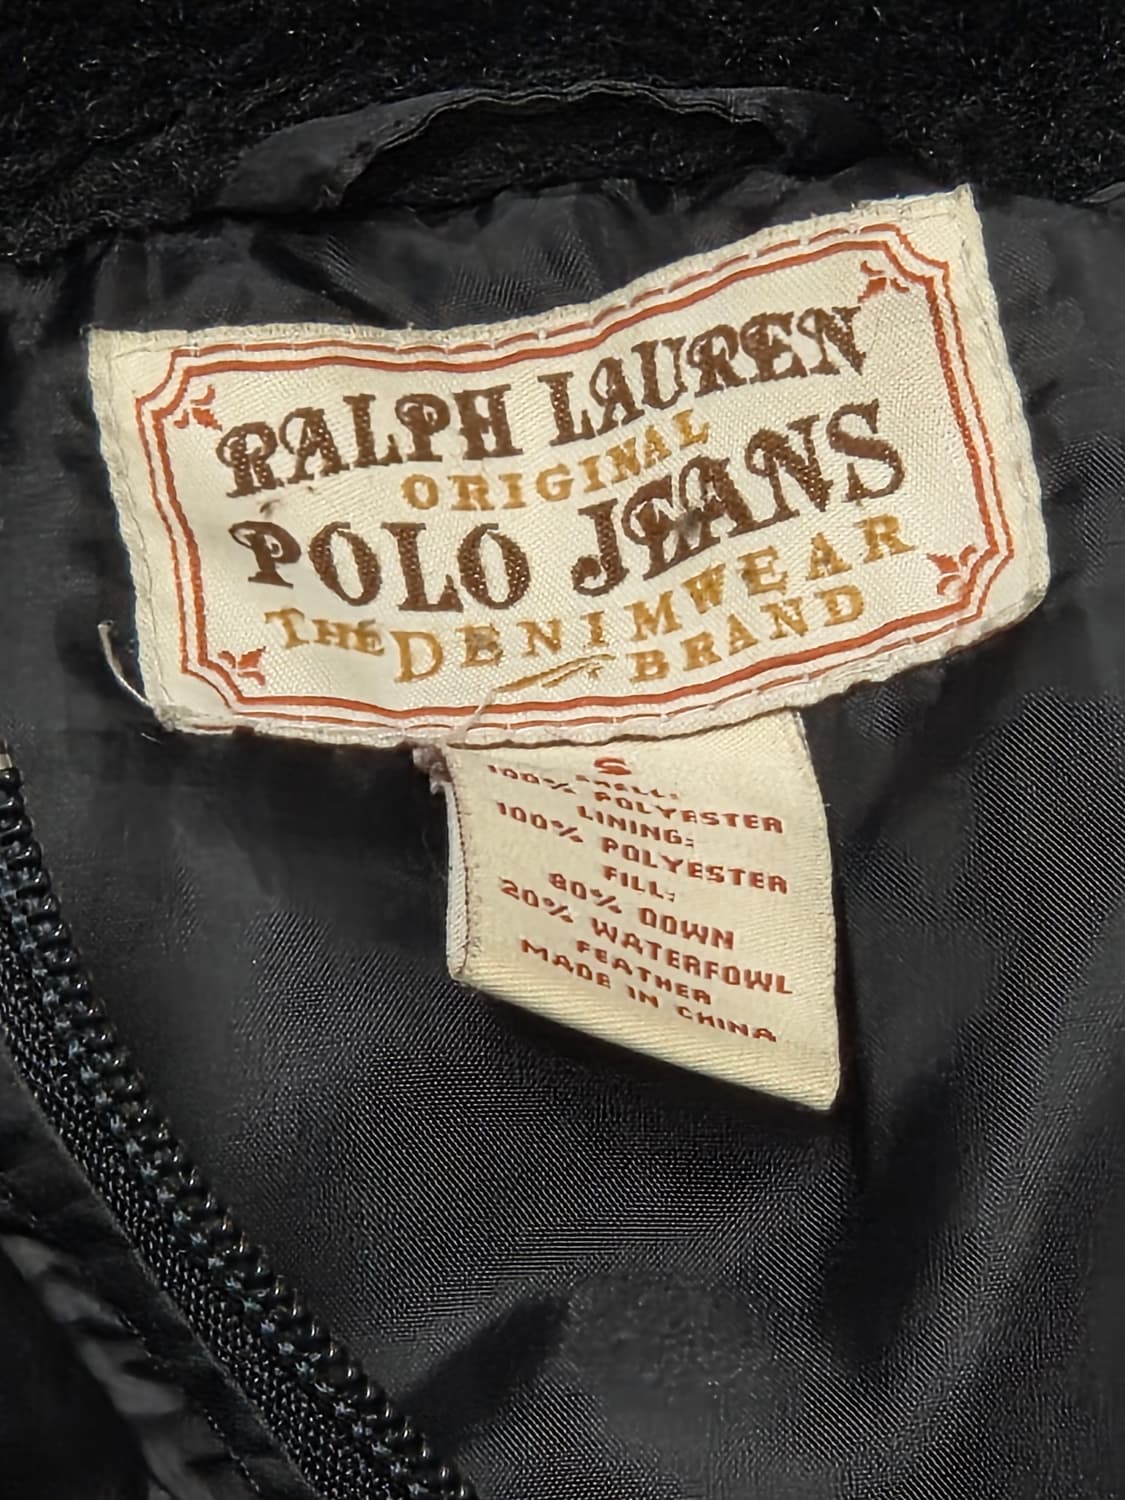 RALPH LAUREN
ORIGINAL
POLO JEANS
THE DENIMWEAR
BRAND
S
SHELL:
100% POLYESTER
LINING:
100% POLYESTER
FILL:
80% DOWN
20% WATERFOWL
FEATHER
MADE IN CHINA